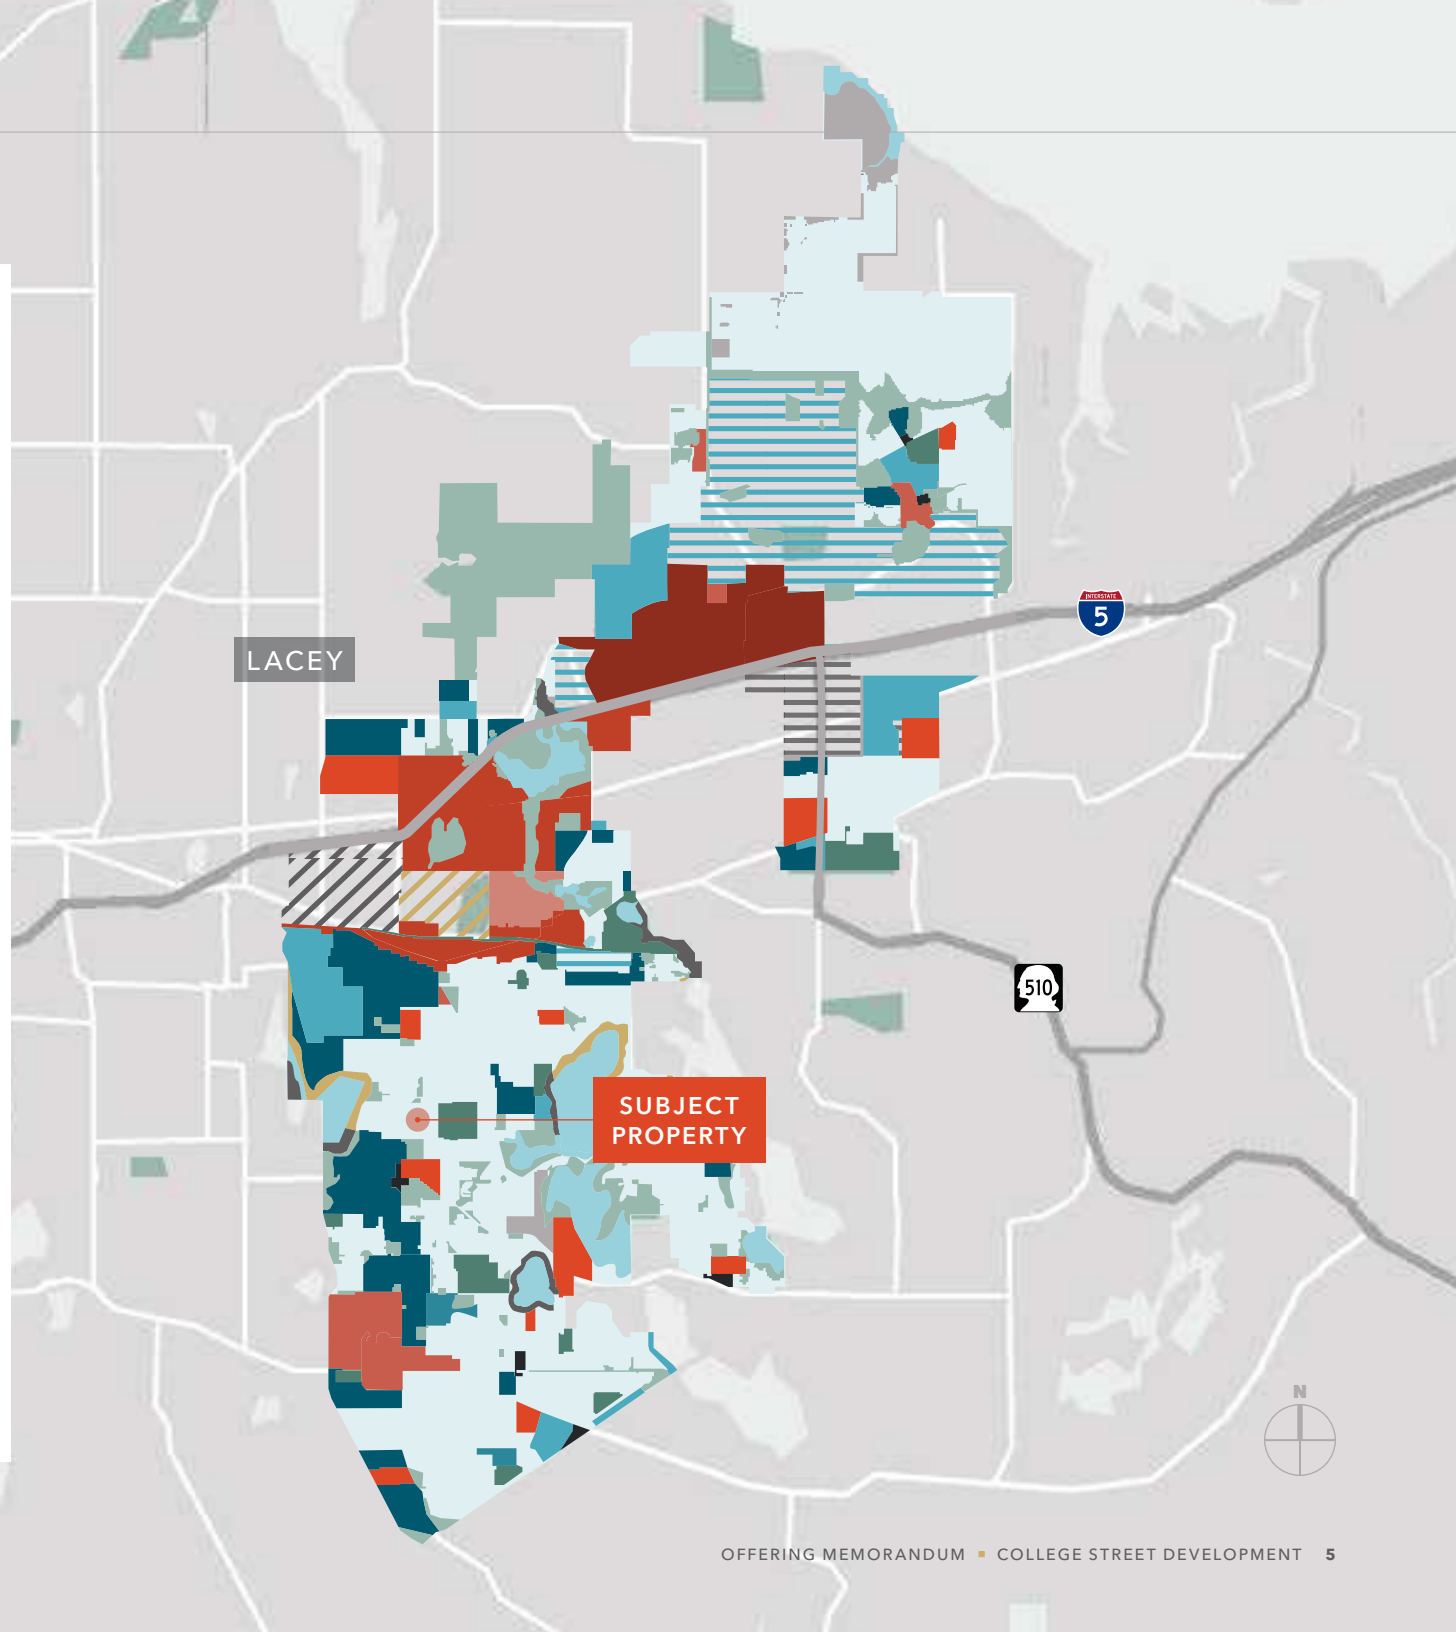 INTERSTATE
5
LACEY
510
SUBJECT
PROPERTY
N
OFFERING MEMORANDUM ▪ COLLEGE STREET DEVELOPMENT 5